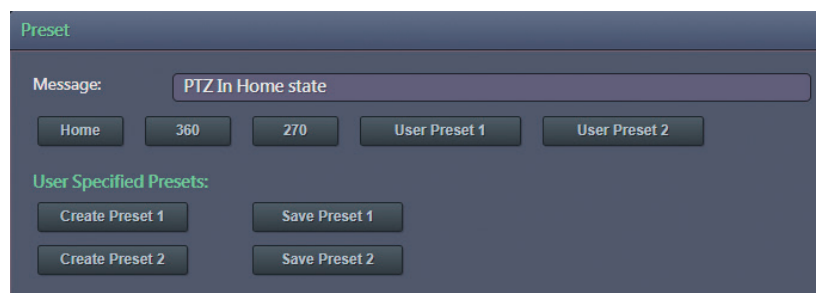 Preset
Message: PTZ In Home state
Home 360 270 User Preset 1 User Preset 2
User Specified Presets:
Create Preset 1 Save Preset 1
Create Preset 2 Save Preset 2